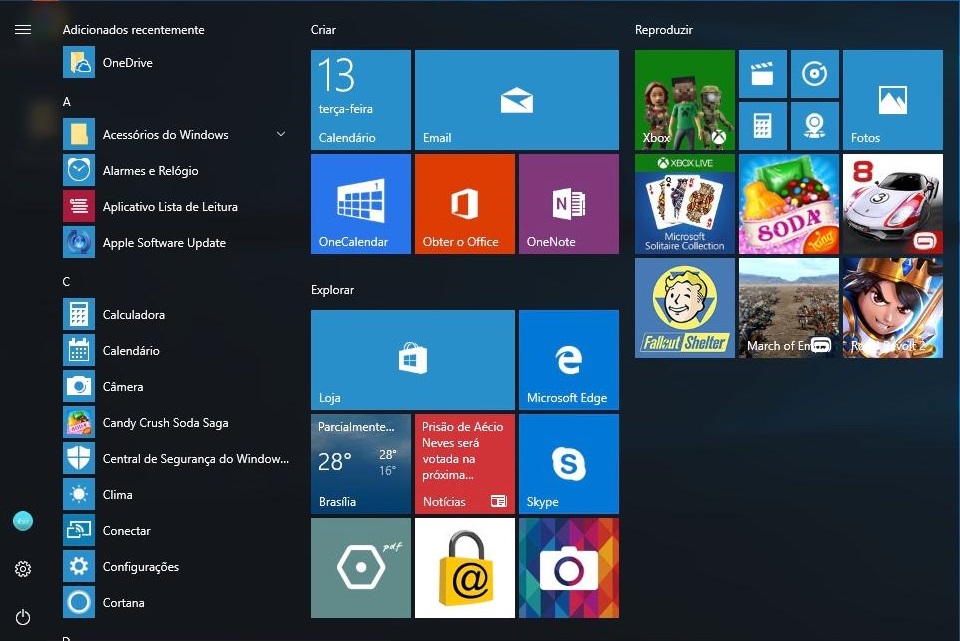 Adicionados recentemente
OneDrive
A
Acessórios do Windows
Alarmes e Relógio
Aplicativo Lista de Leitura
Apple Software Update
C
Calculadora
Calendário
Câmera
Candy Crush Soda Saga
Central de Segurança do Window...
Clima
Conectar
Configurações
Cortana
Criar
13
terça-feira
Calendário
Email
OneCalendar
Obter o Office
N
OneNote
Explorar
Loja
Microsoft Edge
Parcialmente...
28°
28°
16°
Brasília
Prisão de Aécio
Neves será
votada na
próxima...
Notícias
S
Skype
pdf
@
Reproduzir
Xbox
Fotos
XBOX LIVE
Microsoft
Solitaire Collection
SODA
King
8
3
Fallout Shelter
March of Em
Revolt 2